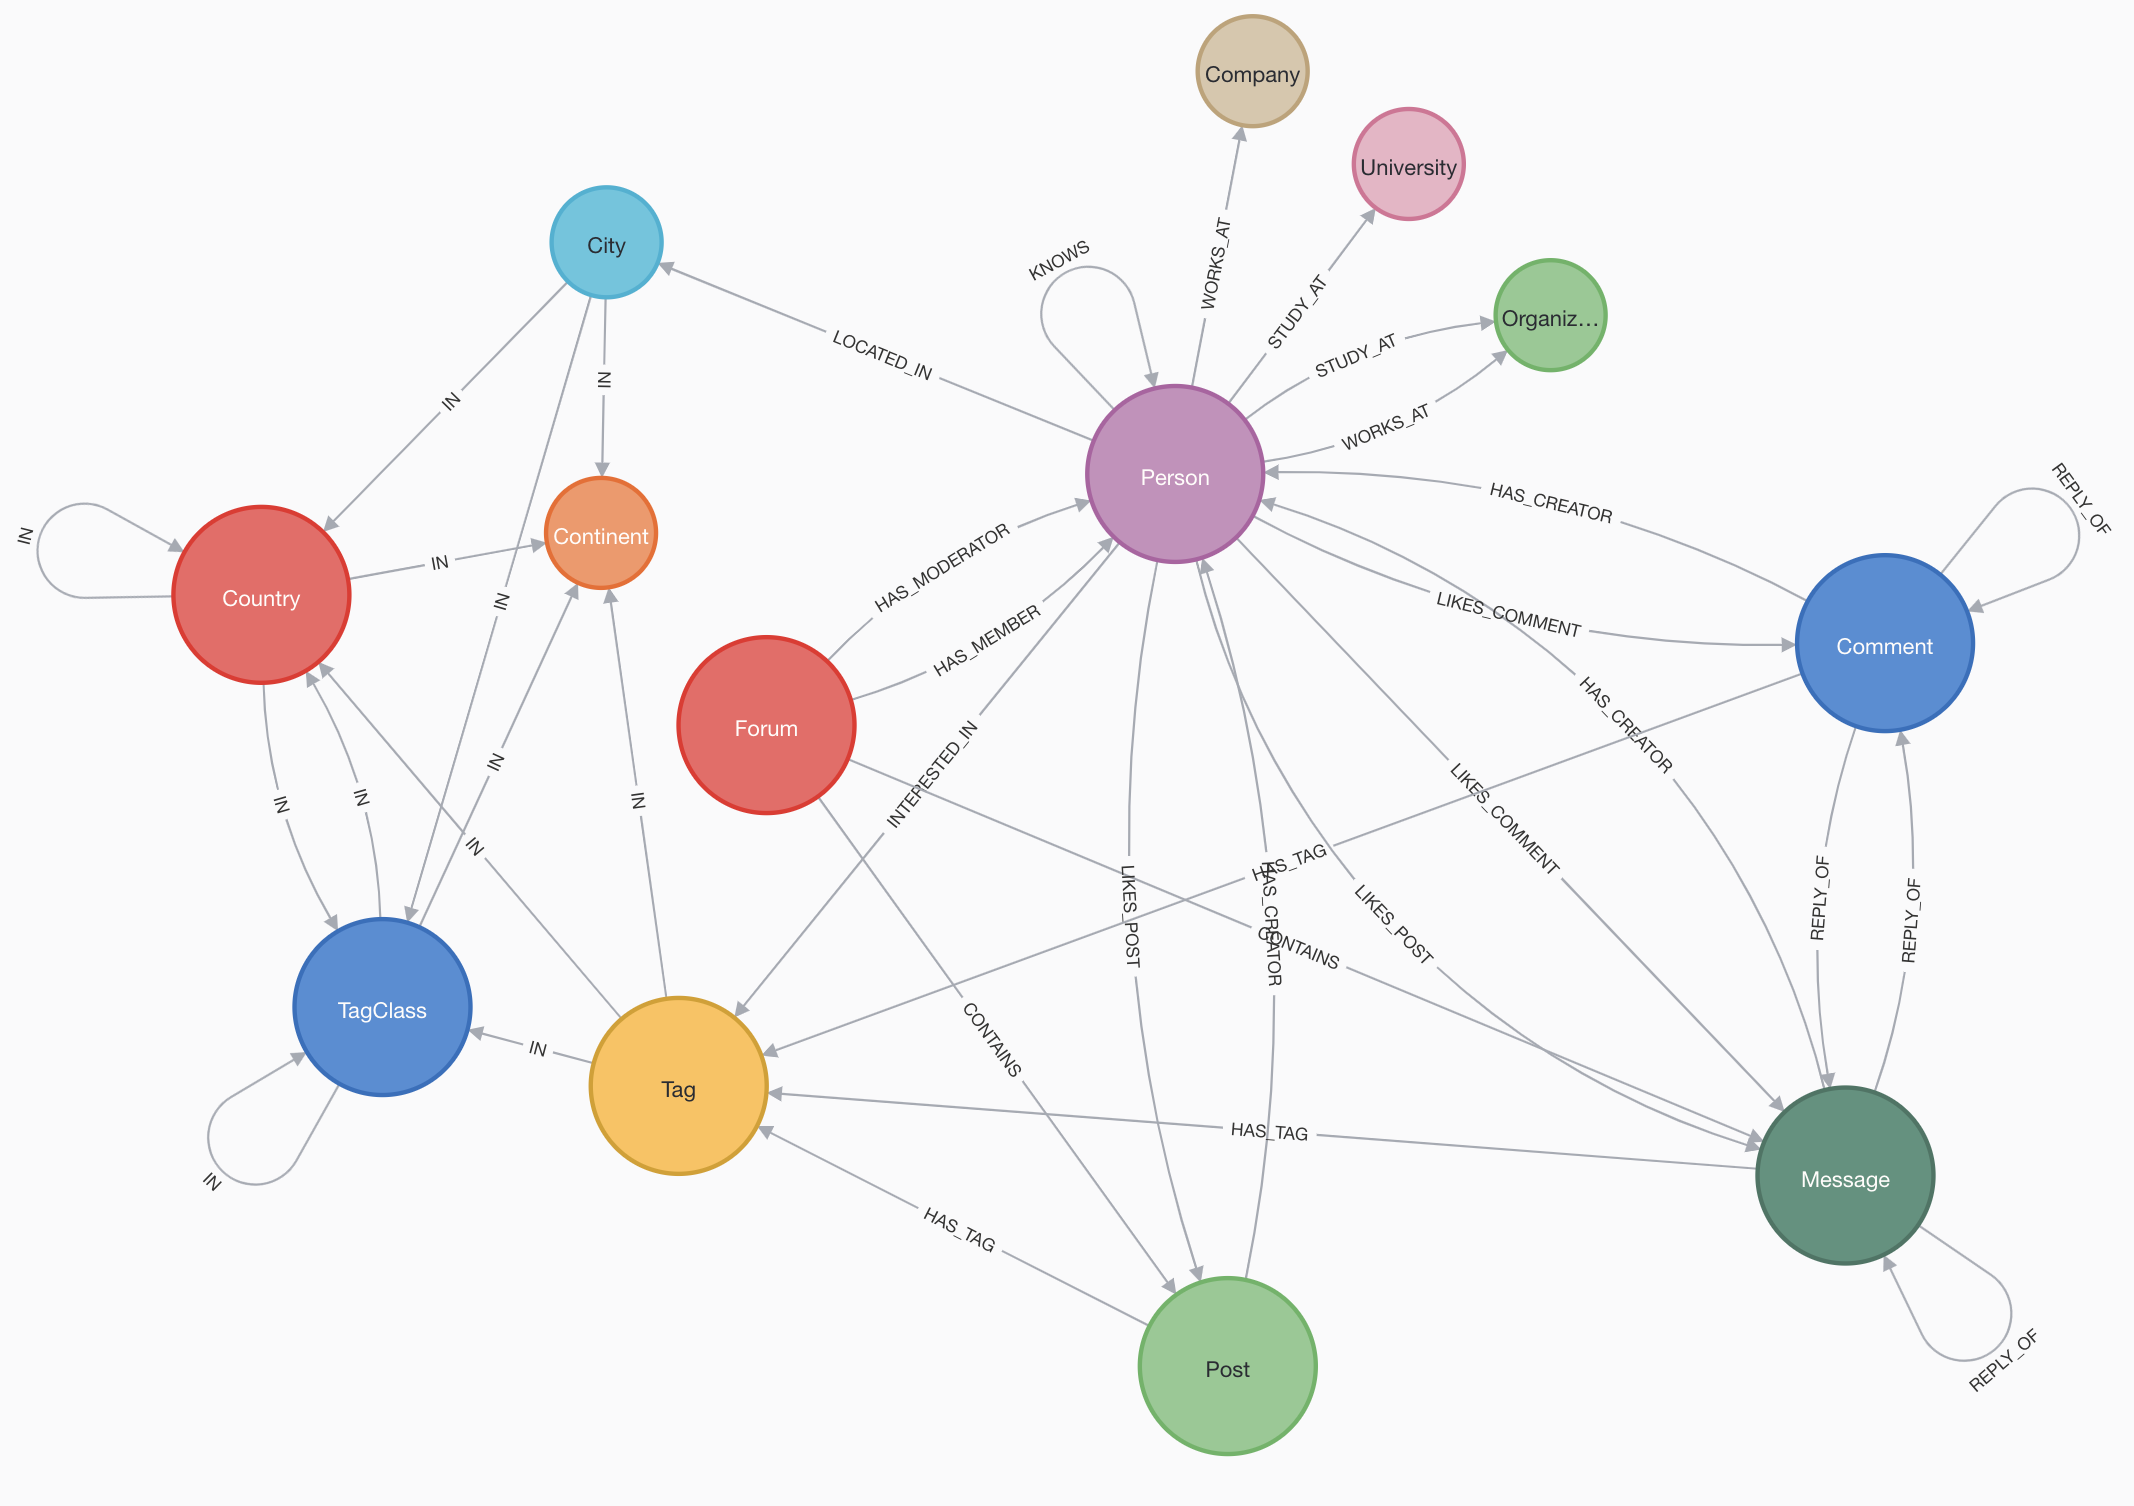 Company
University
City
KNOWS
WORKS_AT
STUDY_AT
Organiz...
LOCATED_IN
STUDY_AT
IN
IN
WORKS_AT
Person
HAS_CREATOR
REPLY_OF
IN
Continent
IN
HAS_MODERATOR
Country
IN
LIKES_COMMENT
HAS_MEMBER
Comment
Forum
HAS_CREATOR
IN
INTERESTED_IN
IN
IN
IN
LIKES_COMMENT
IN
HAS_TAG
LIKES_POST
HAS_CREATOR
LIKES_POST
REPLY_OF
REPLY_OF
CONTAINS
TagClass
CONTAINS
IN
Tag
HAS_TAG
Message
IN
HAS_TAG
Post
REPLY_OF